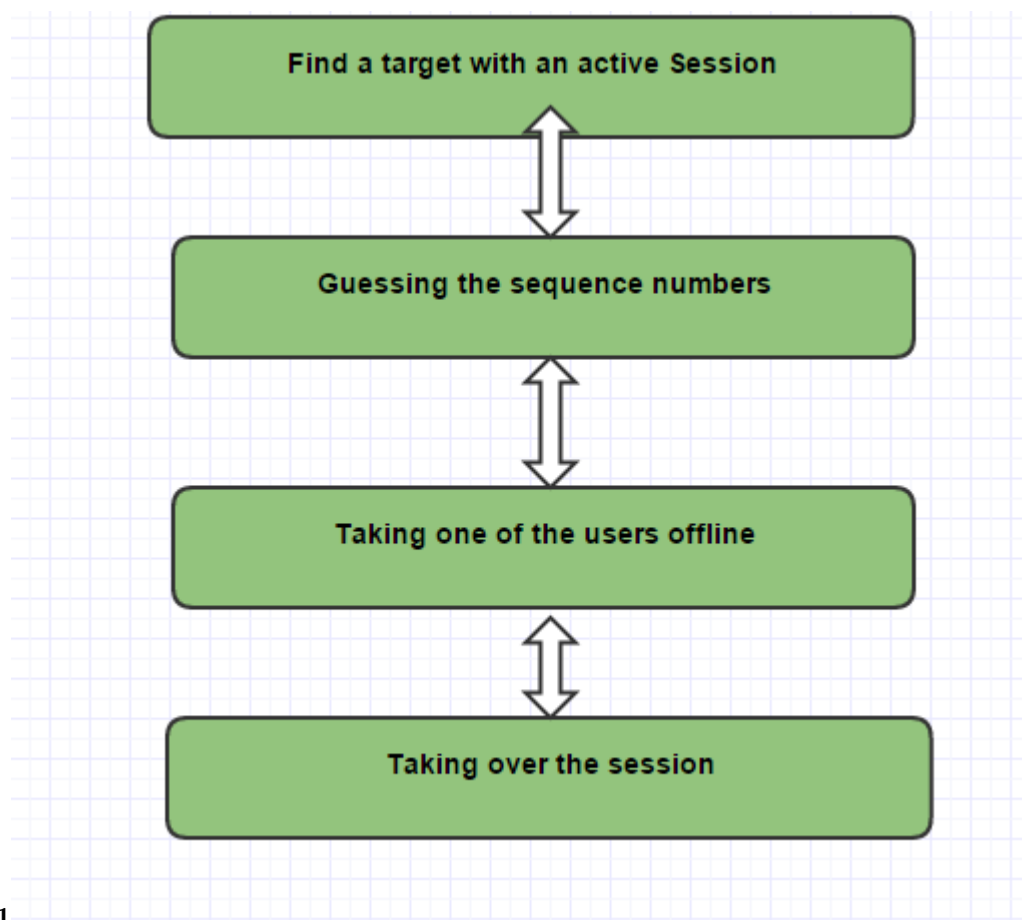 Find a target with an active Session
Guessing the sequence numbers
Taking one of the users offline
Taking over the session